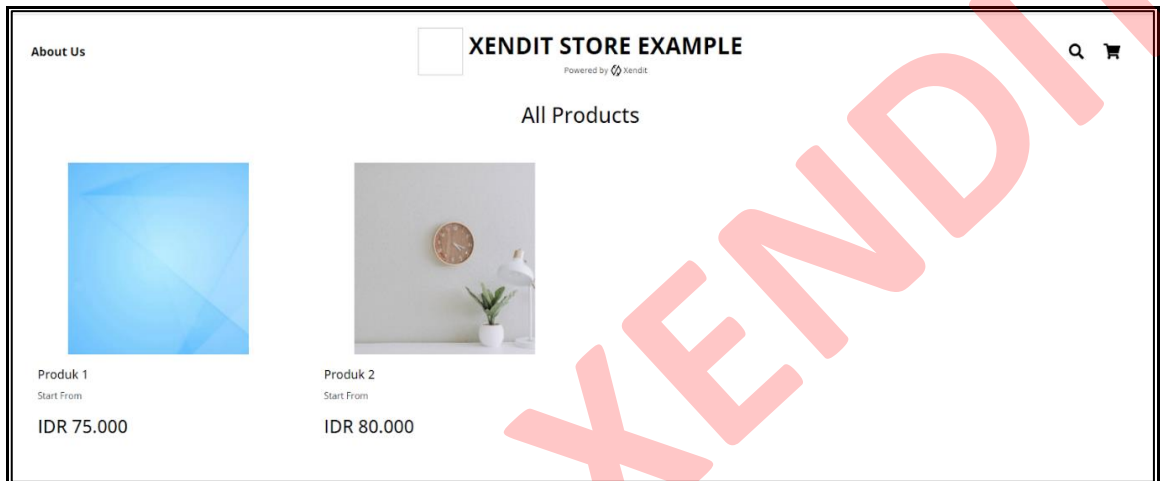 About Us
XENDIT STORE EXAMPLE
Powered by Xendit
All Products
Produk 1
Start From
IDR 75.000
Produk 2
Start From
IDR 80.000
XENDI